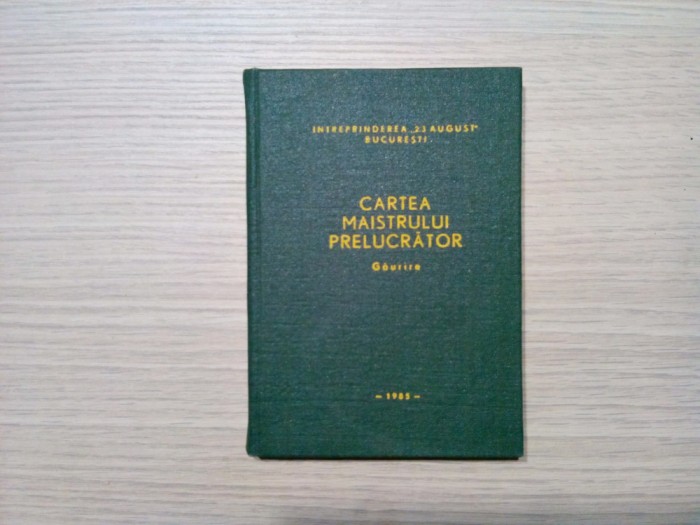 INTREPRINDEREA „23 AUGUST"
BUCUREȘTI
CARTEA
MAISTRULUI
PRELUCRĂTOR
Găurire
– 1985 –